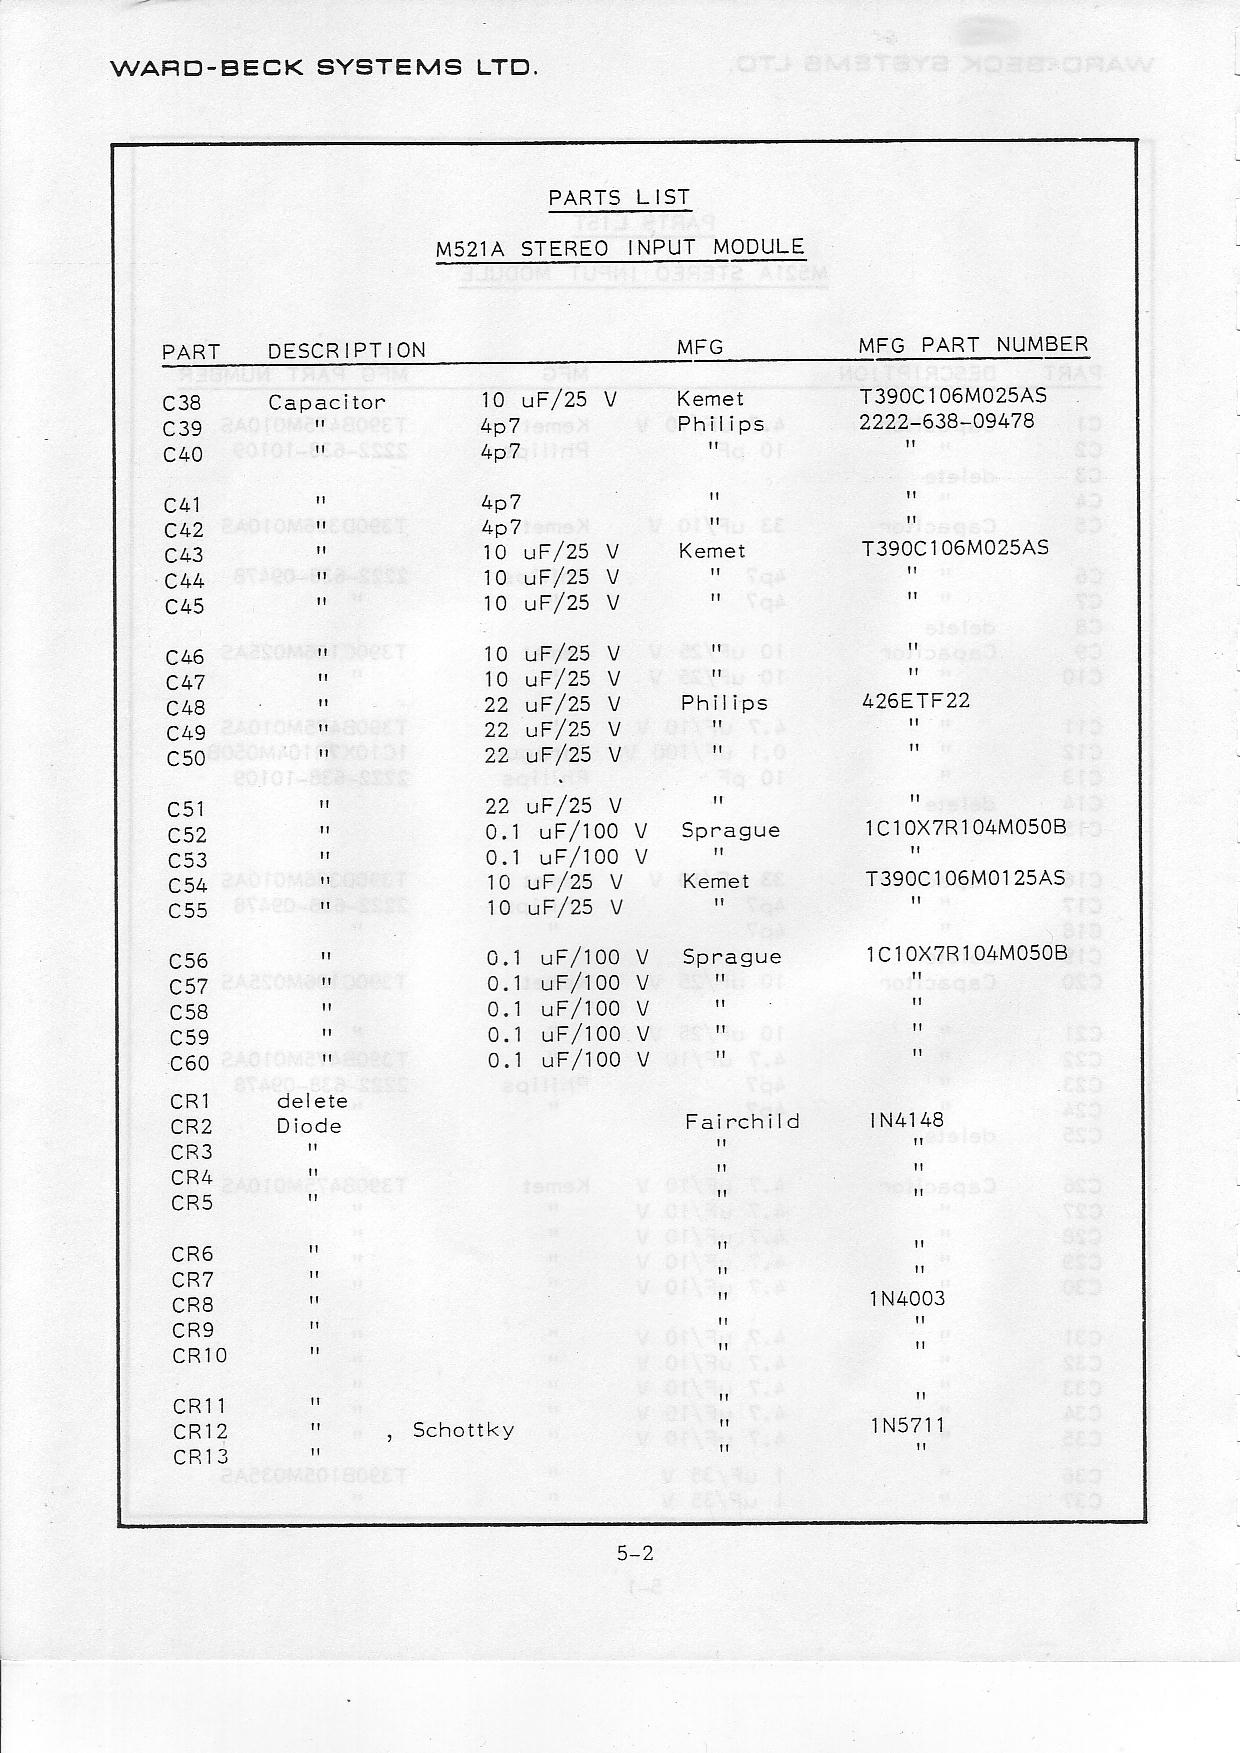 WARD-BECK SYSTEMS LTD.
PARTS LIST
M521A STEREO INPUT MODULE
PART DESCRIPTION MFG MFG PART NUMBER
C38 Capacitor 10 uF/25 V Kemet T390C106M025AS
C39 " 4p7 Philips 2222-638-09478
C40 " 4p7 " "
C41 " 4p7 " "
C42 " 4p7 " "
C43 " 10 uF/25 V Kemet T390C106M025AS
C44 " 10 uF/25 V " "
C45 " 10 uF/25 V " "
C46 " 10 uF/25 V " "
C47 " 10 uF/25 V " "
C48 " 22 uF/25 V Philips 426ETF22
C49 " 22 uF/25 V " "
C50 " 22 uF/25 V " "
C51 " 22 uF/25 V " "
C52 " 0.1 uF/100 V Sprague 1C10X7R104M050B
C53 " 0.1 uF/100 V " "
C54 " 10 uF/25 V Kemet T390C106M0125AS
C55 " 10 uF/25 V " "
C56 " 0.1 uF/100 V Sprague 1C10X7R104M050B
C57 " 0.1 uF/100 V " "
C58 " 0.1 uF/100 V " "
C59 " 0.1 uF/100 V " "
C60 " 0.1 uF/100 V " "
CR1 delete
CR2 Diode Fairchild IN4148
CR3 " " "
CR4 " " "
CR5 " " "
CR6 " " "
CR7 " " "
CR8 " " 1N4003
CR9 " " "
CR10 " " "
CR11 " " "
CR12 " , Schottky " 1N5711
CR13 " " "
5-2